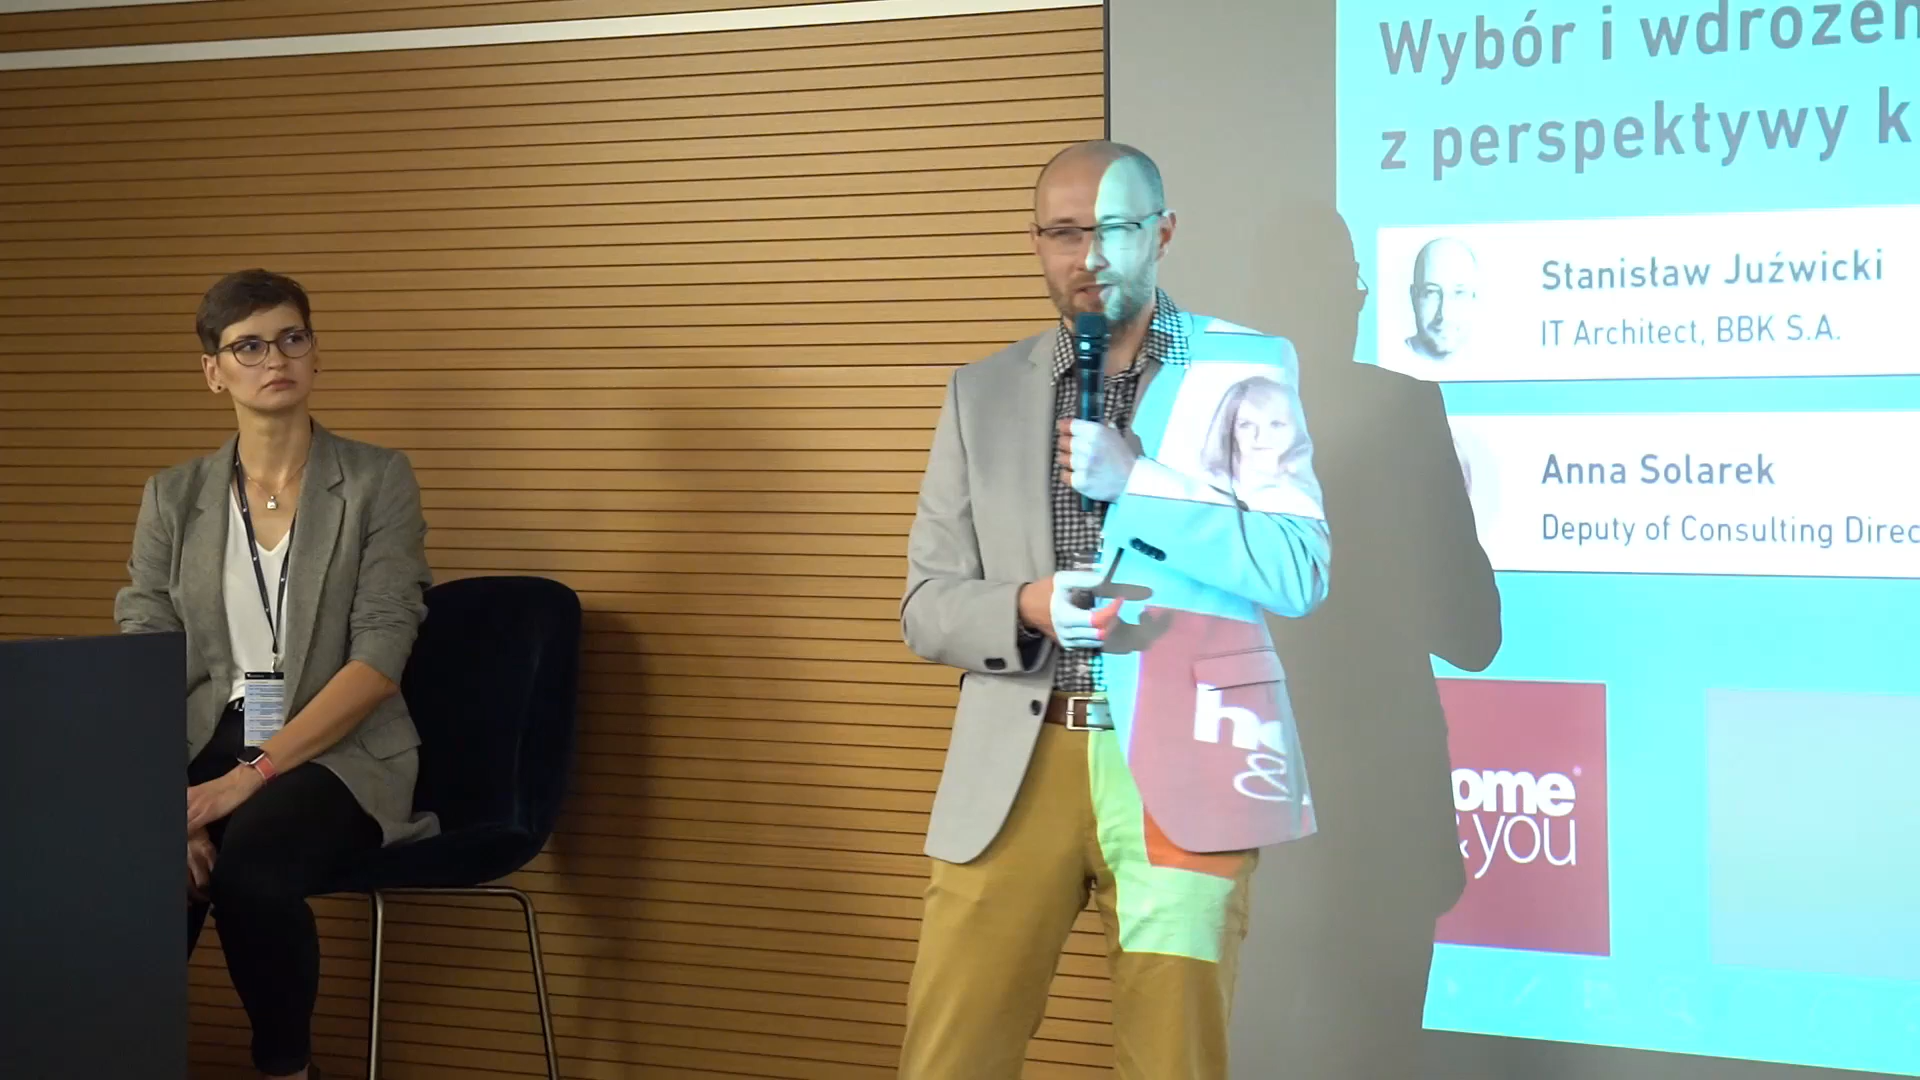 Wybór i wdrożen
z perspektywy k
Stanisław Juźwicki
IT Architect, BBK S.A.
Anna Solarek
Deputy of Consulting Direc
ome
you